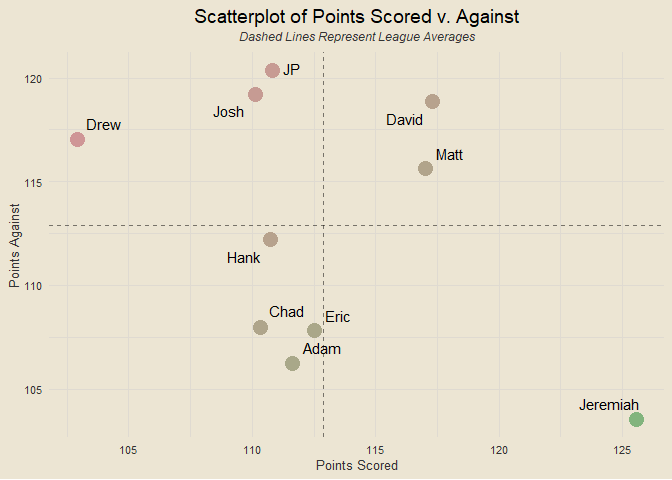 Scatterplot of Points Scored v. Against
Dashed Lines Represent League Averages
120
115
110
105
Points Against
JP
Josh
Drew
David
Matt
Hank
Chad
Eric
Adam
Jeremiah
105
110
115
120
125
Points Scored